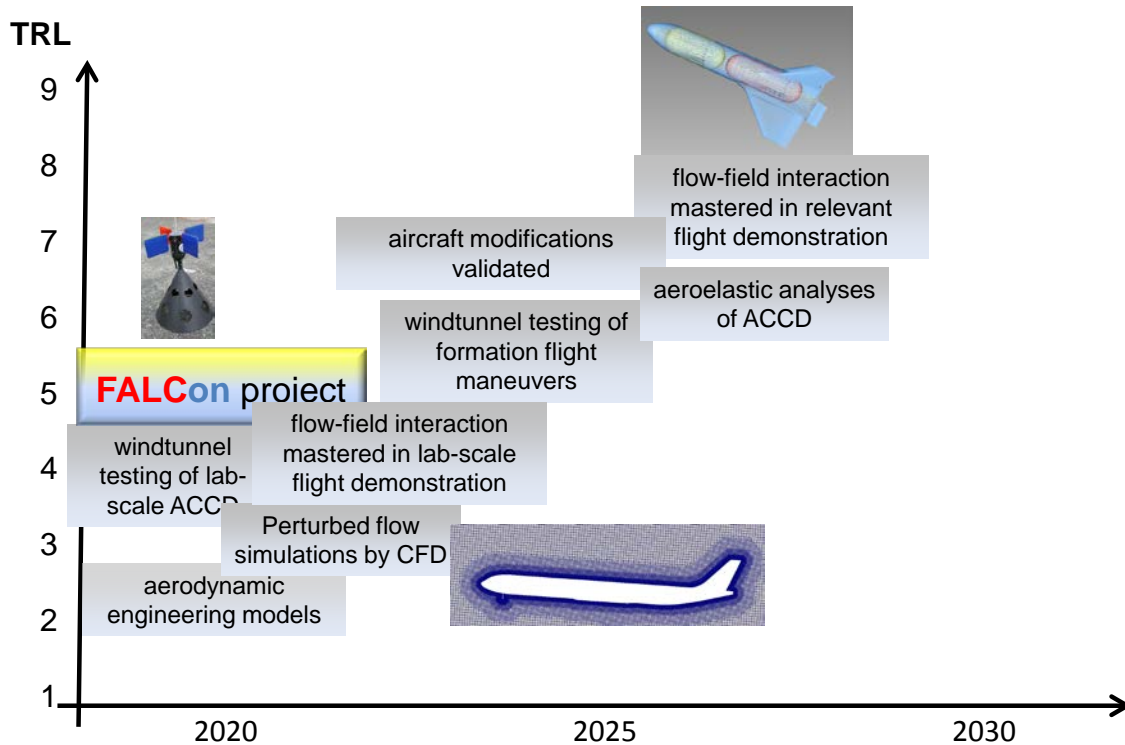 TRL
9
8
7
6
5
4
3
2
1
flow-field interaction
mastered in relevant
flight demonstration
aircraft modifications
validated
aeroelastic analyses
of ACCD
windtunnel testing of
formation flight
maneuvers
FALCon project
flow-field interaction
mastered in lab-scale
flight demonstration
windtunnel
testing of lab-
scale ACCD
Perturbed flow
simulations by CFD
aerodynamic
engineering models
2020
2025
2030